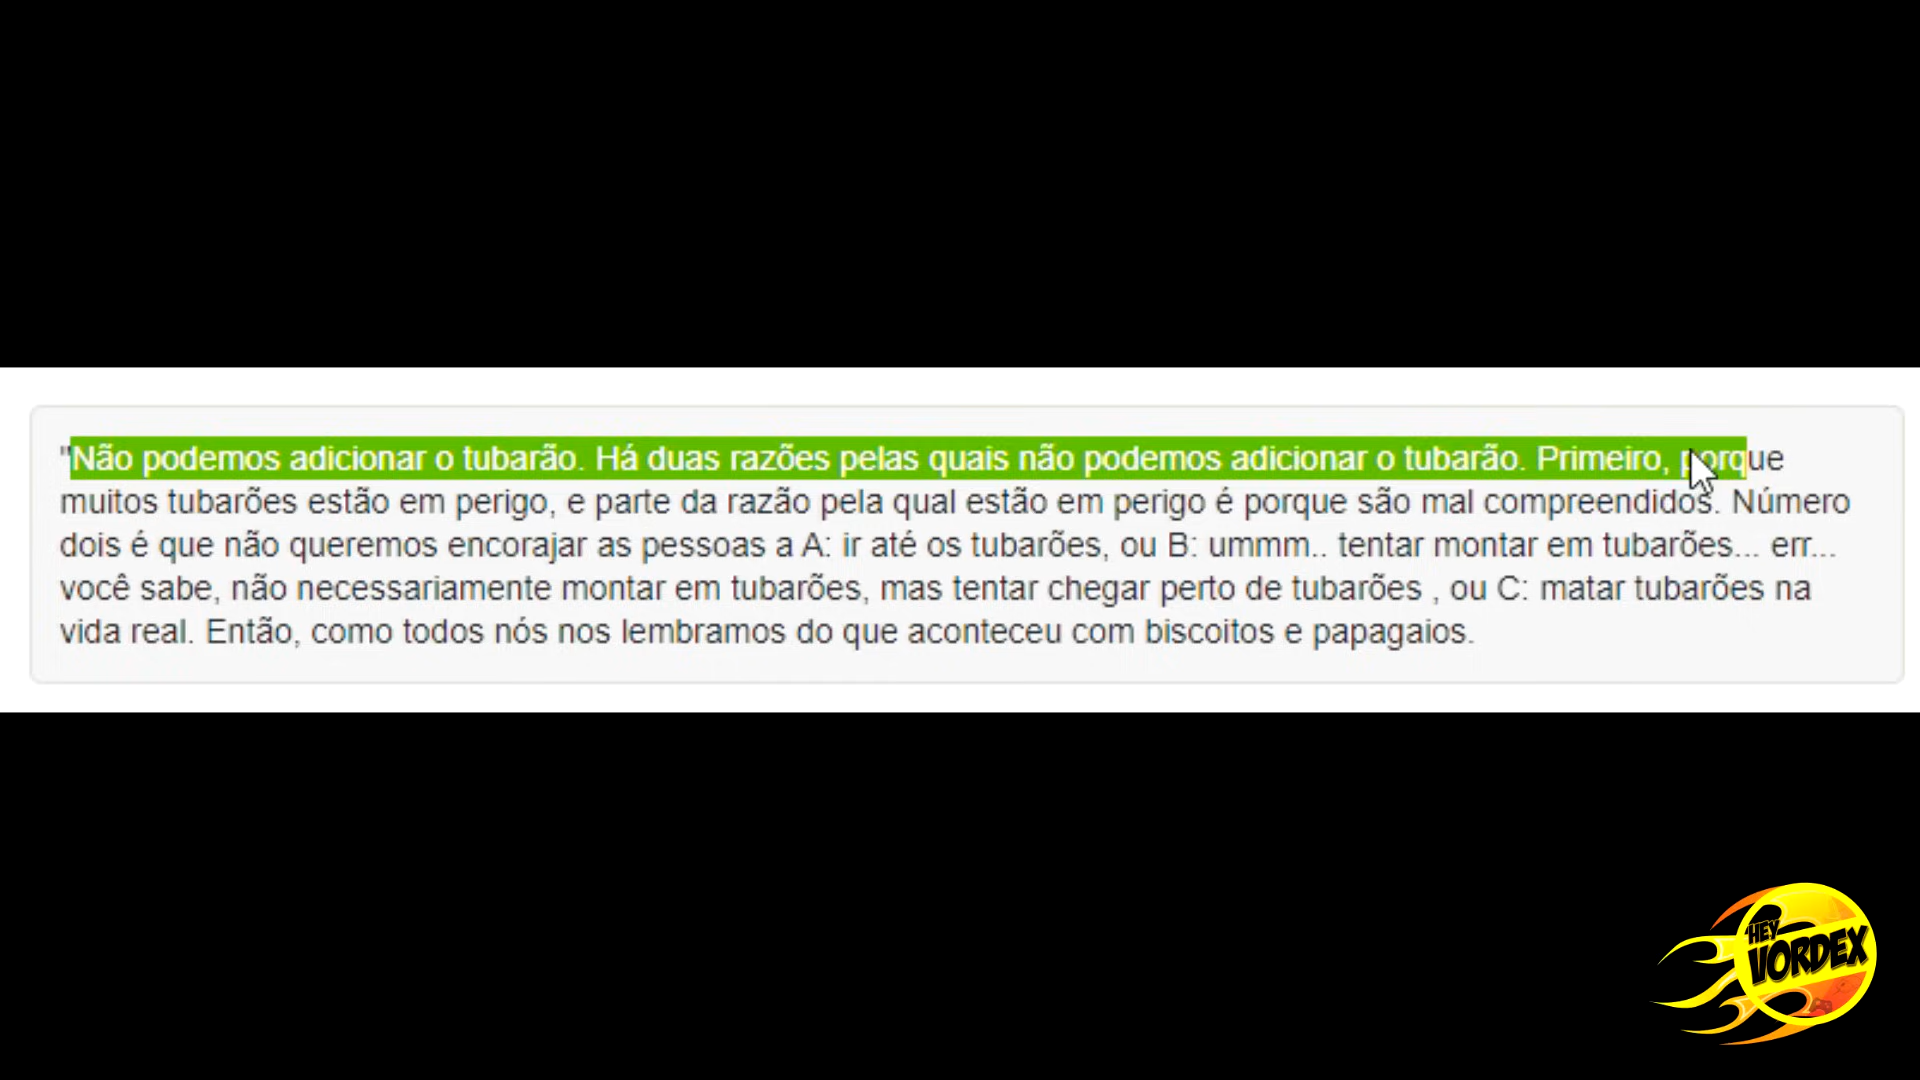 "Não podemos adicionar o tubarão. Há duas razões pelas quais não podemos adicionar o tubarão. Primeiro, porque
muitos tubarões estão em perigo, e parte da razão pela qual estão em perigo é porque são mal compreendidos. Número
dois é que não queremos encorajar as pessoas a A: ir até os tubarões, ou B: ummm.. tentar montar em tubarões... err...
você sabe, não necessariamente montar em tubarões, mas tentar chegar perto de tubarões , ou C: matar tubarões na
vida real. Então, como todos nós nos lembramos do que aconteceu com biscoitos e papagaios.
HEY
VORDEX